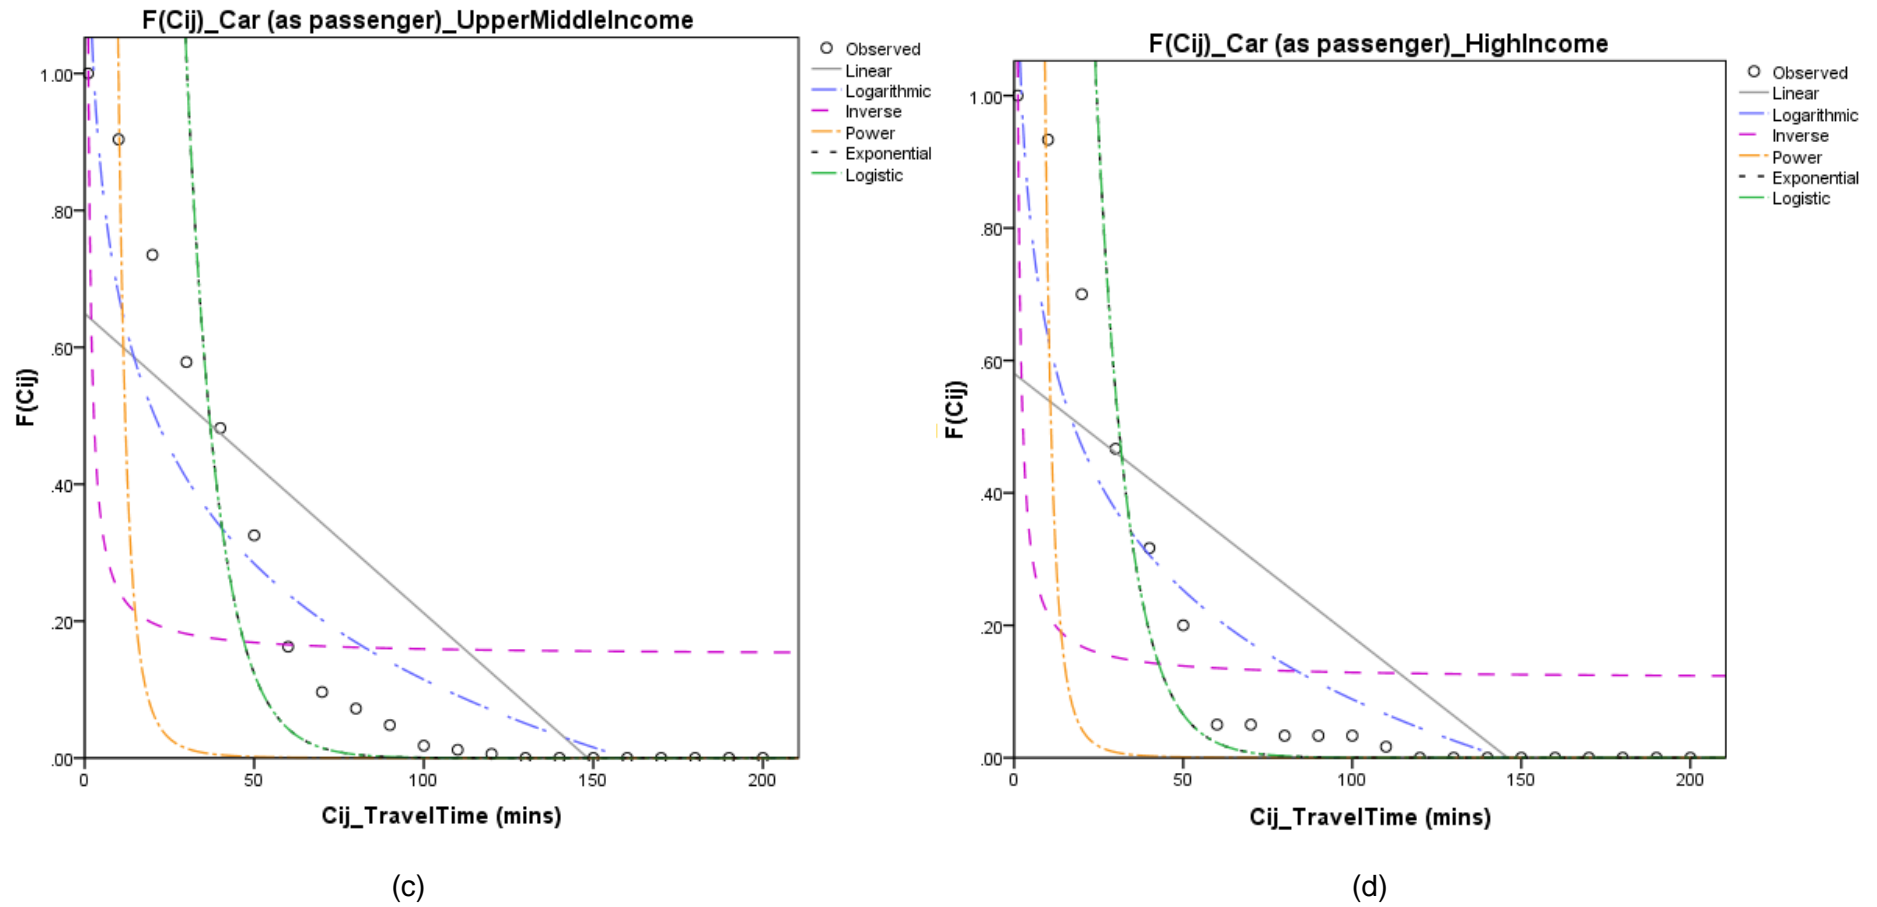 F(Cij)_Car (as passenger)_UpperMiddleIncome
Observed
Linear
Logarithmic
Inverse
Power
Exponential
Logistic
1.00
.80
.60
.40
.20
.00
F(Cij)
0
50
100
150
200
Cij_TravelTime (mins)
(c)
F(Cij)_Car (as passenger)_HighIncome
Observed
Linear
Logarithmic
Inverse
Power
Exponential
Logistic
1.00
.80
.60
.40
.20
.00
F(Cij)
0
50
100
150
200
Cij_TravelTime (mins)
(d)